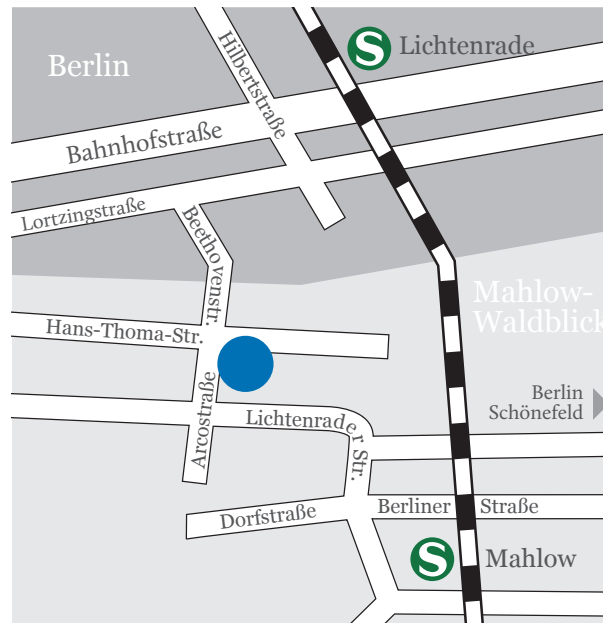 S Lichtenrade
Berlin
Hilbertstraße
Bahnhofstraße
Lortzingstraße
Beethovenstr.
Mahlow-
Waldblick
Hans-Thoma-Str.
Berlin
Schönefeld
Arcostraße
Lichtenrader Str.
Dorfstraße
Berliner Straße
S Mahlow